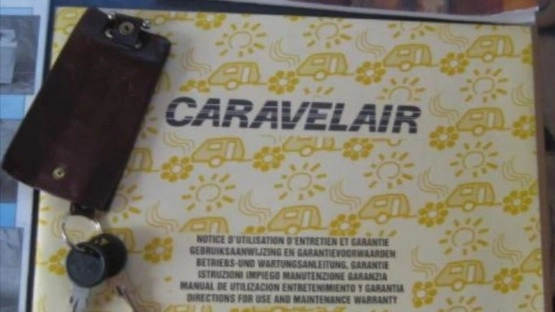 CARAVELAIR
NOTICE D'UTILISATION D'ENTRETIEN ET GARANTIE
GEBRUIKSAANWIJZING EN GARANTIEVOORWAARDEN
BETRIEBS-UND WARTUNGSANLEITUNG, GARANTIE
ISTRUZIONI IMPIEGO MANUTENZIONE GARANZIA
MANUAL DE UTILIZACION ENTRETENIMIENTO Y GARANTIA
DIRECTIONS FOR USE AND MAINTENANCE WARRANTY